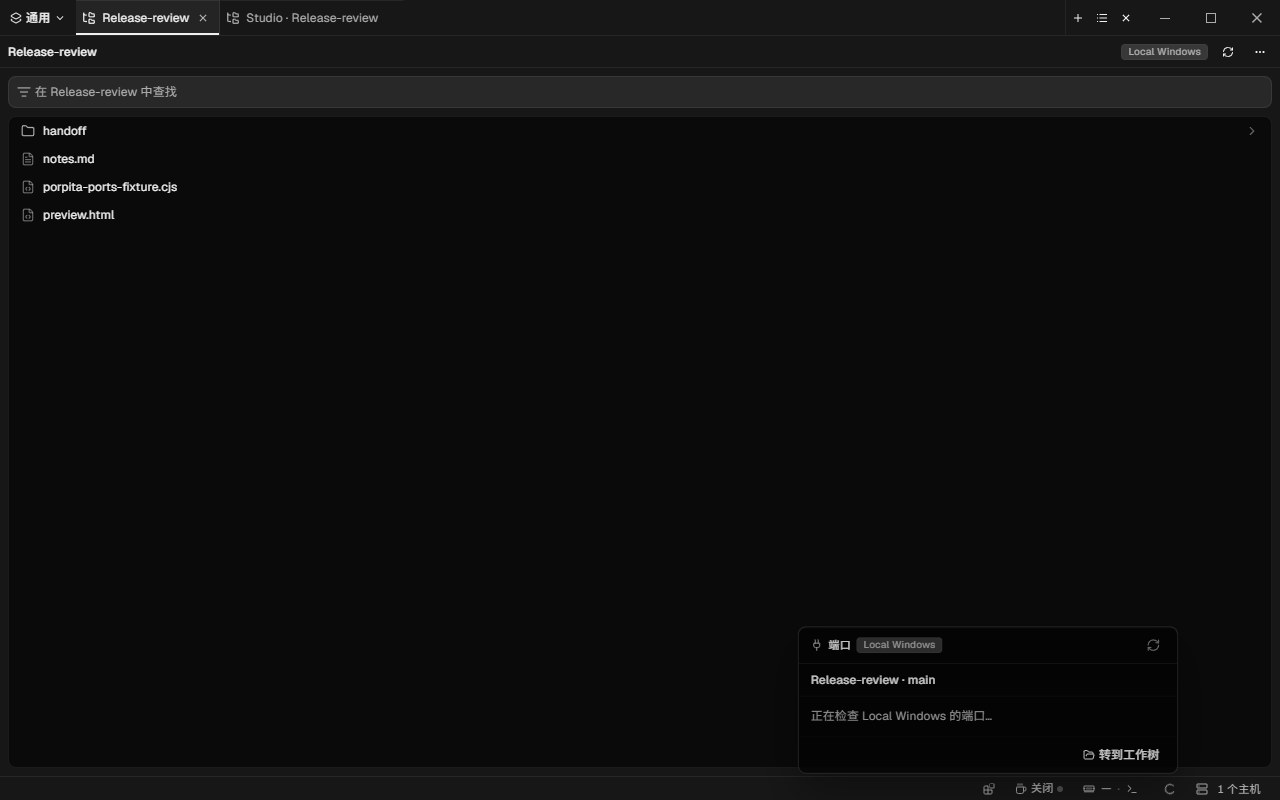 通用
Release-review
Studio · Release-review
Release-review
Local Windows
在 Release-review 中查找
handoff
notes.md
porpita-ports-fixture.cjs
preview.html
端口 Local Windows
Release-review · main
正在检查 Local Windows 的端口…
转到工作树
关闭
1 个主机